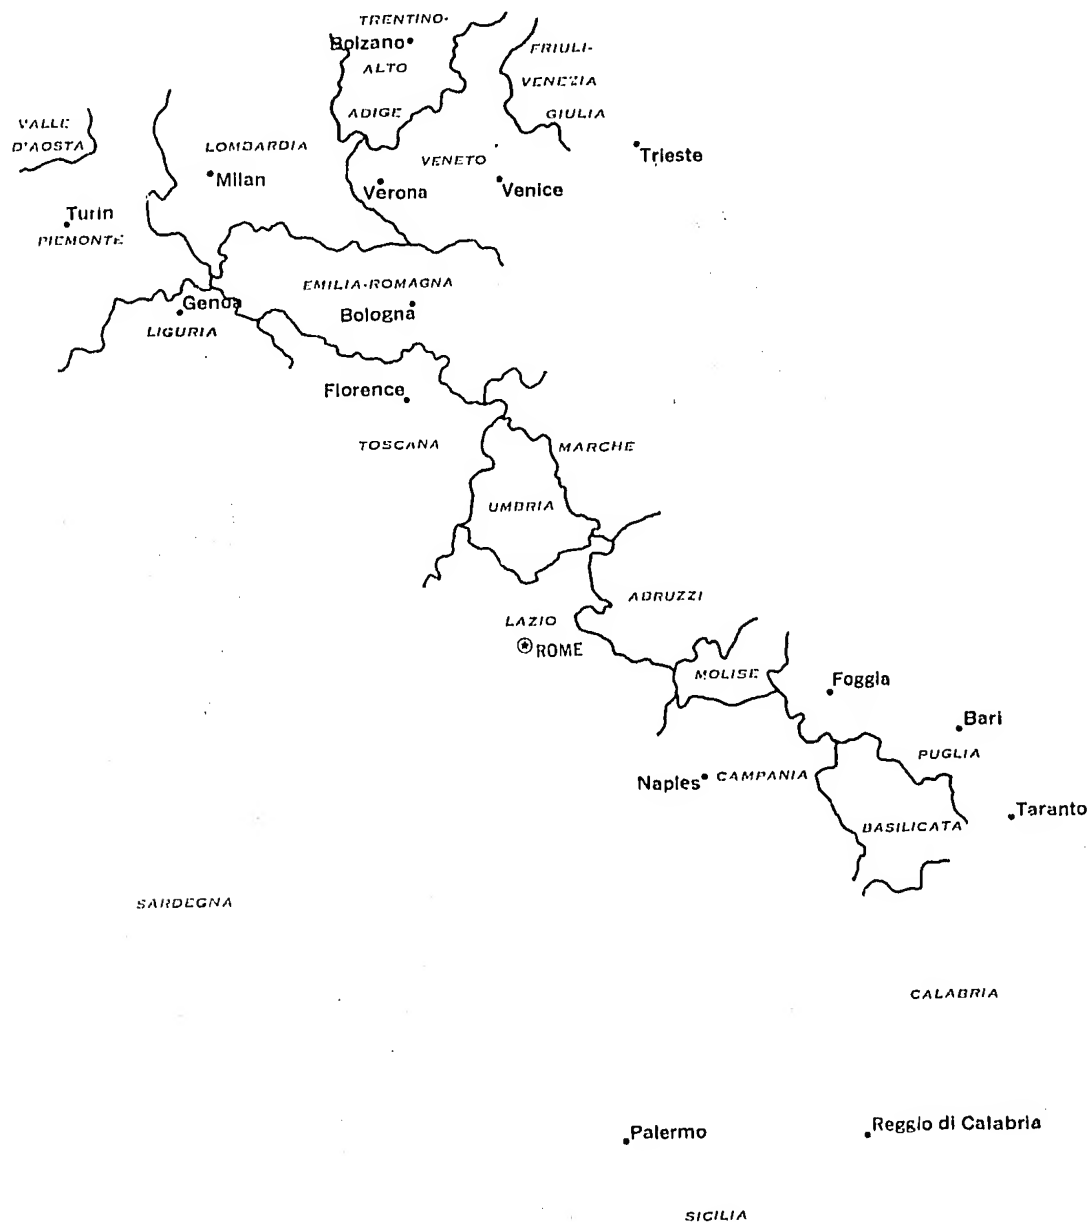 TRENTINO-
Bolzano
ALTO
ADIGE
FRIULI-
VENEZIA
GIULIA
VALLE
D'AOSTA
LOMBARDIA
Milan
VENETO
Verona
Venice
Trieste
Turin
PIEMONTE
EMILIA-ROMAGNA
Genoa
Bologna
LIGURIA
Florence
TOSCANA
MARCHE
UMBRIA
ABRUZZI
LAZIO
ROME
MOLISE
Foggia
Bari
PUGLIA
Naples
CAMPANIA
Taranto
BASILICATA
SARDEGNA
CALABRIA
Palermo
Reggio di Calabria
SICILIA